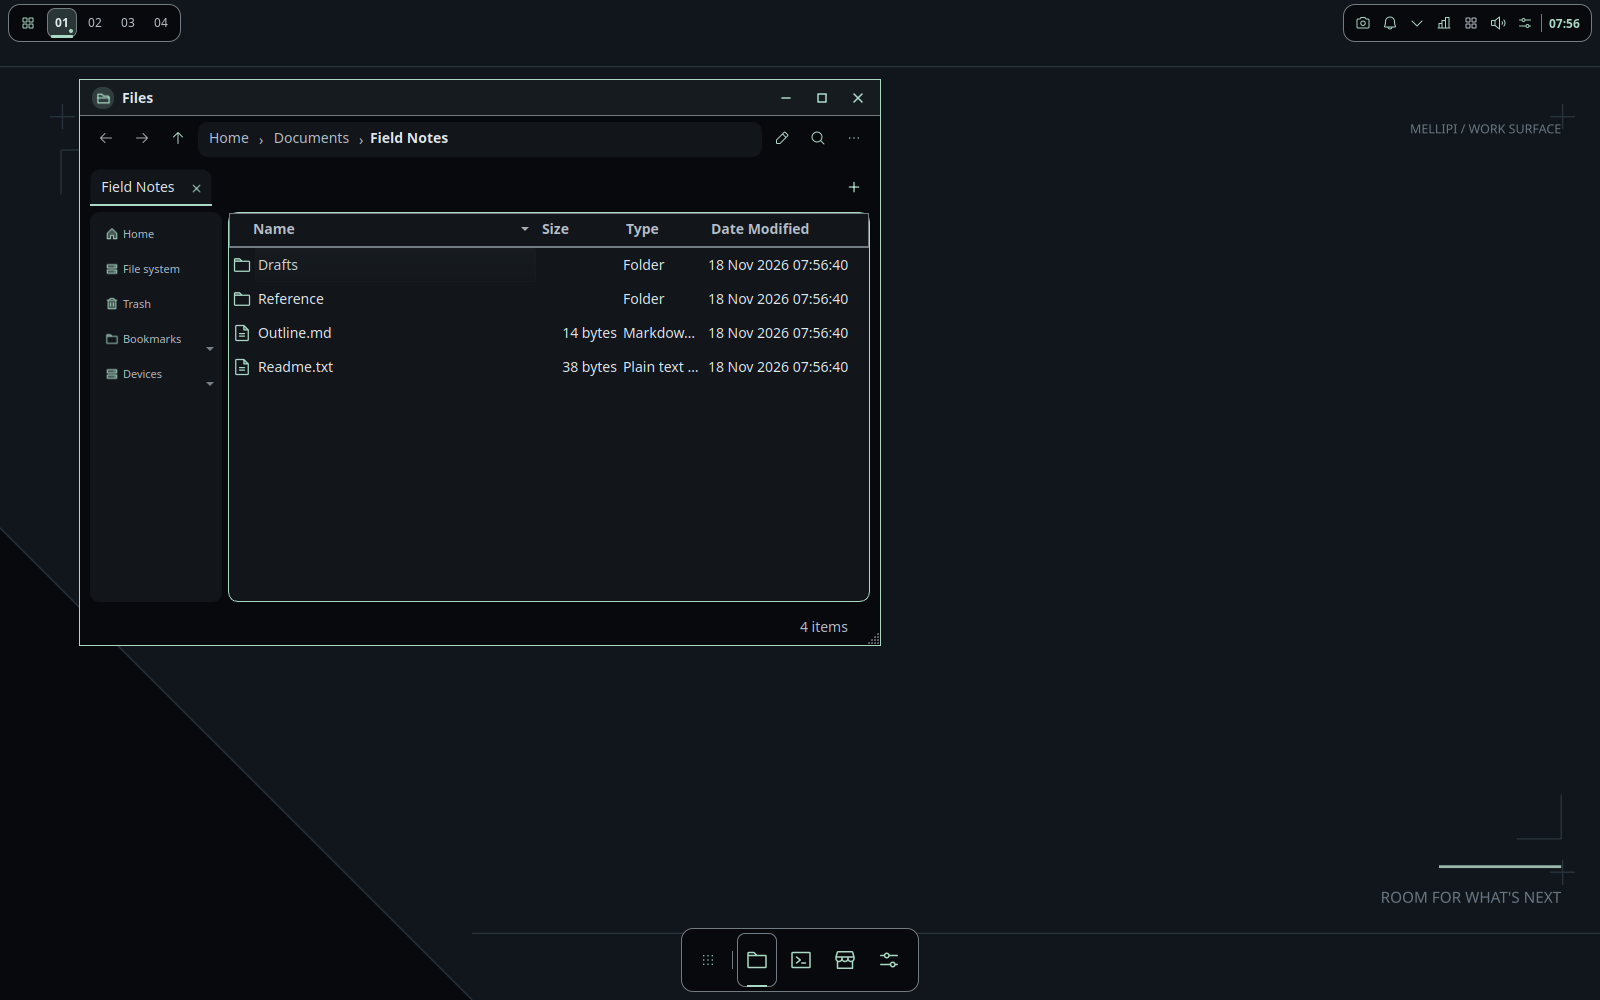 01 02 03 04
07:56
Files
Home › Documents › Field Notes
MELLIPI / WORK SURFACE
Field Notes
Home
File system
Trash
Bookmarks
Devices
Name Size Type Date Modified
Drafts Folder 18 Nov 2026 07:56:40
Reference Folder 18 Nov 2026 07:56:40
Outline.md 14 bytes Markdow... 18 Nov 2026 07:56:40
Readme.txt 38 bytes Plain text ... 18 Nov 2026 07:56:40
4 items
ROOM FOR WHAT'S NEXT